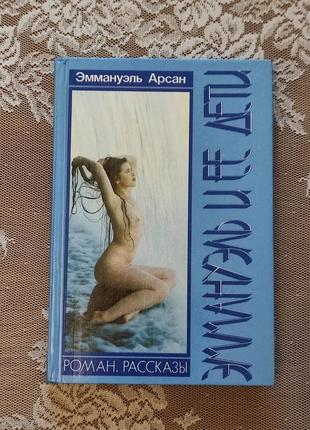 Эммануэль Арсан
ЭММАНУЭЛЬ И ЕЕ ДЕТИ
РОМАН. РАССКАЗЫ